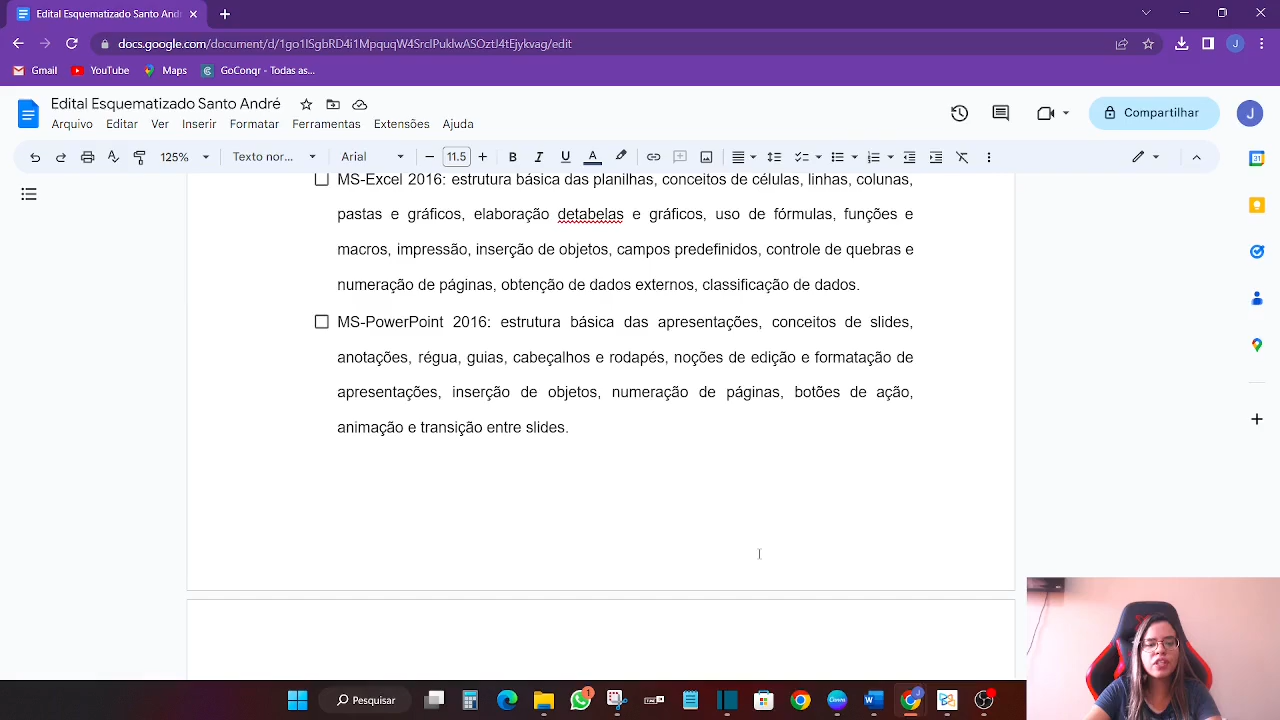 Edital Esquematizado Santo Andr
docs.google.com/document/d/1go1ISgbRD4i1MpquqW4SrcIPuklwASOztJ4tEjykvag/edit
Gmail YouTube Maps GoConqr - Todas as...
Edital Esquematizado Santo André
Arquivo Editar Ver Inserir Formatar Ferramentas Extensões Ajuda
Compartilhar
J
125% Texto nor... Arial 11.5 B I U A
31
MS-Excel 2016: estrutura básica das planilhas, conceitos de células, linhas, colunas,
pastas e gráficos, elaboração detabelas e gráficos, uso de fórmulas, funções e
macros, impressão, inserção de objetos, campos predefinidos, controle de quebras e
numeração de páginas, obtenção de dados externos, classificação de dados.
MS-PowerPoint 2016: estrutura básica das apresentações, conceitos de slides,
anotações, régua, guias, cabeçalhos e rodapés, noções de edição e formatação de
apresentações, inserção de objetos, numeração de páginas, botões de ação,
animação e transição entre slides.
Pesquisar